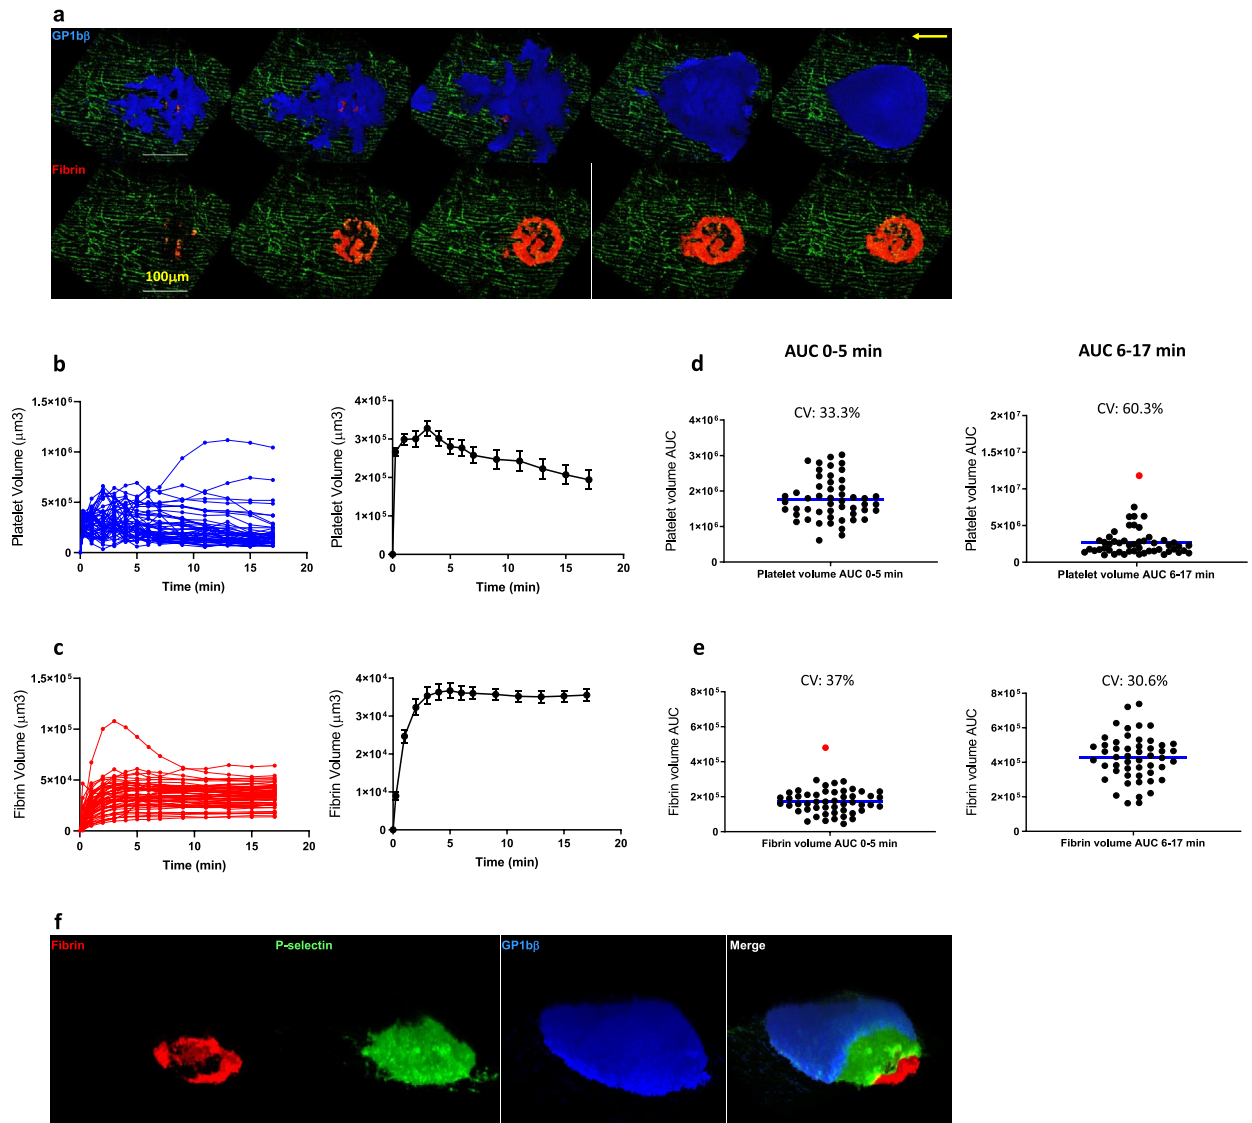 a
GP1bβ
Fibrin
100μm
b
1.5×10⁶
1×10⁶
5×10⁵
0
Platelet Volume (μm3)
0 5 10 15 20
Time (min)
4×10⁵
3×10⁵
2×10⁵
1×10⁵
0
Platelet Volume (μm3)
0 5 10 15 20
Time (min)
d
AUC 0-5 min
CV: 33.3%
4×10⁶
3×10⁶
2×10⁶
1×10⁶
0
Platelet volume AUC
Platelet volume AUC 0-5 min
AUC 6-17 min
CV: 60.3%
2×10⁷
1.5×10⁷
1×10⁷
5×10⁶
0
Platelet volume AUC
Platelet volume AUC 6-17 min
c
1.5×10⁵
1×10⁵
5×10⁴
0
Fibrin Volume (μm3)
0 5 10 15 20
Time (min)
4×10⁴
3×10⁴
2×10⁴
1×10⁴
0
Fibrin Volume (μm3)
0 5 10 15 20
Time (min)
e
CV: 37%
8×10⁵
6×10⁵
4×10⁵
2×10⁵
0
Fibrin volume AUC
Fibrin volume AUC 0-5 min
CV: 30.6%
8×10⁵
6×10⁵
4×10⁵
2×10⁵
0
Fibrin volume AUC
Fibrin volume AUC 6-17 min
f
Fibrin
P-selectin
GP1bβ
Merge